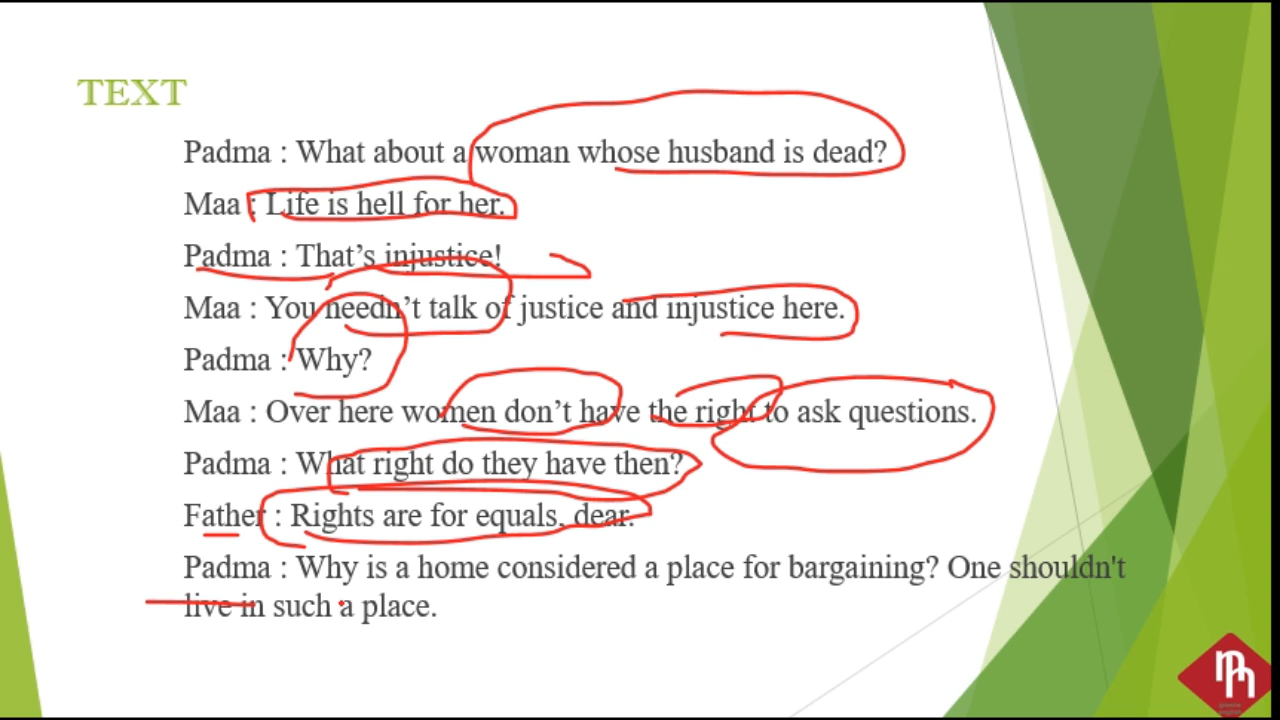 TEXT
Padma : What about a woman whose husband is dead?
Maa : Life is hell for her.
Padma : That’s injustice!
Maa : You needn’t talk of justice and injustice here.
Padma : Why?
Maa : Over here women don’t have the right to ask questions.
Padma : What right do they have then?
Father : Rights are for equals, dear.
Padma : Why is a home considered a place for bargaining? One shouldn't
live in such a place.